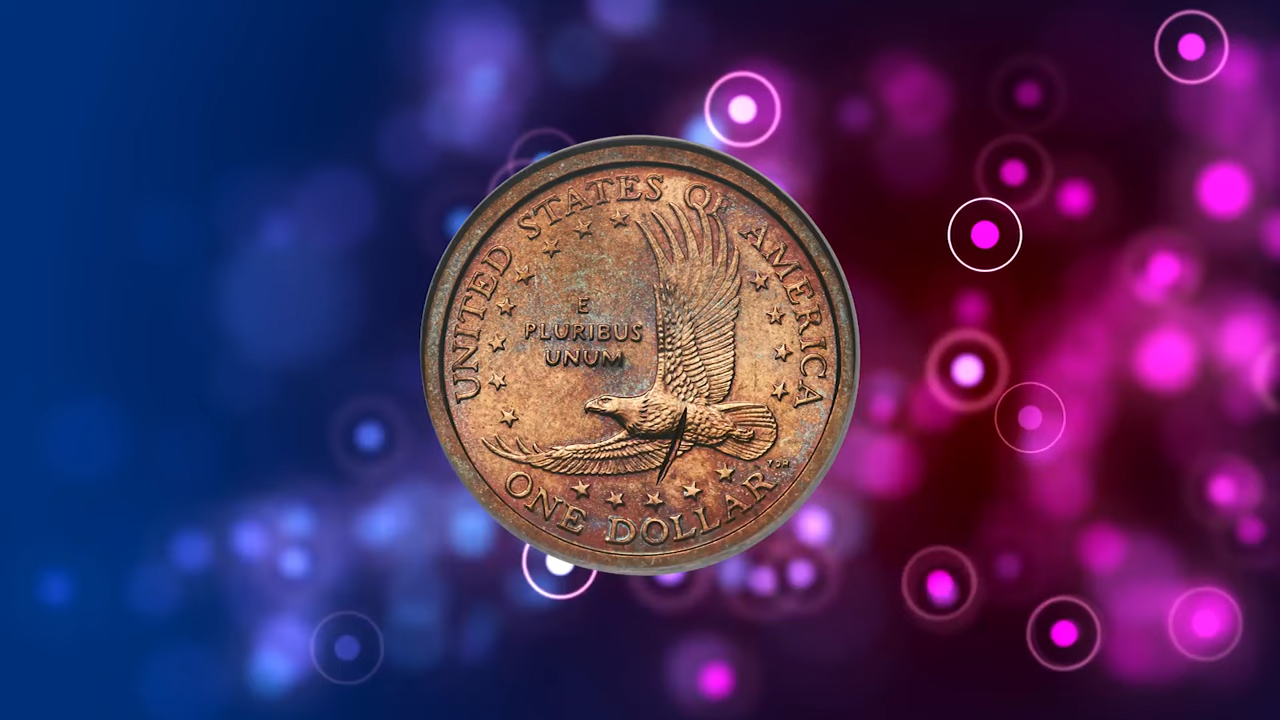 UNITED STATES OF AMERICA
E
PLURIBUS
UNUM
ONE DOLLAR